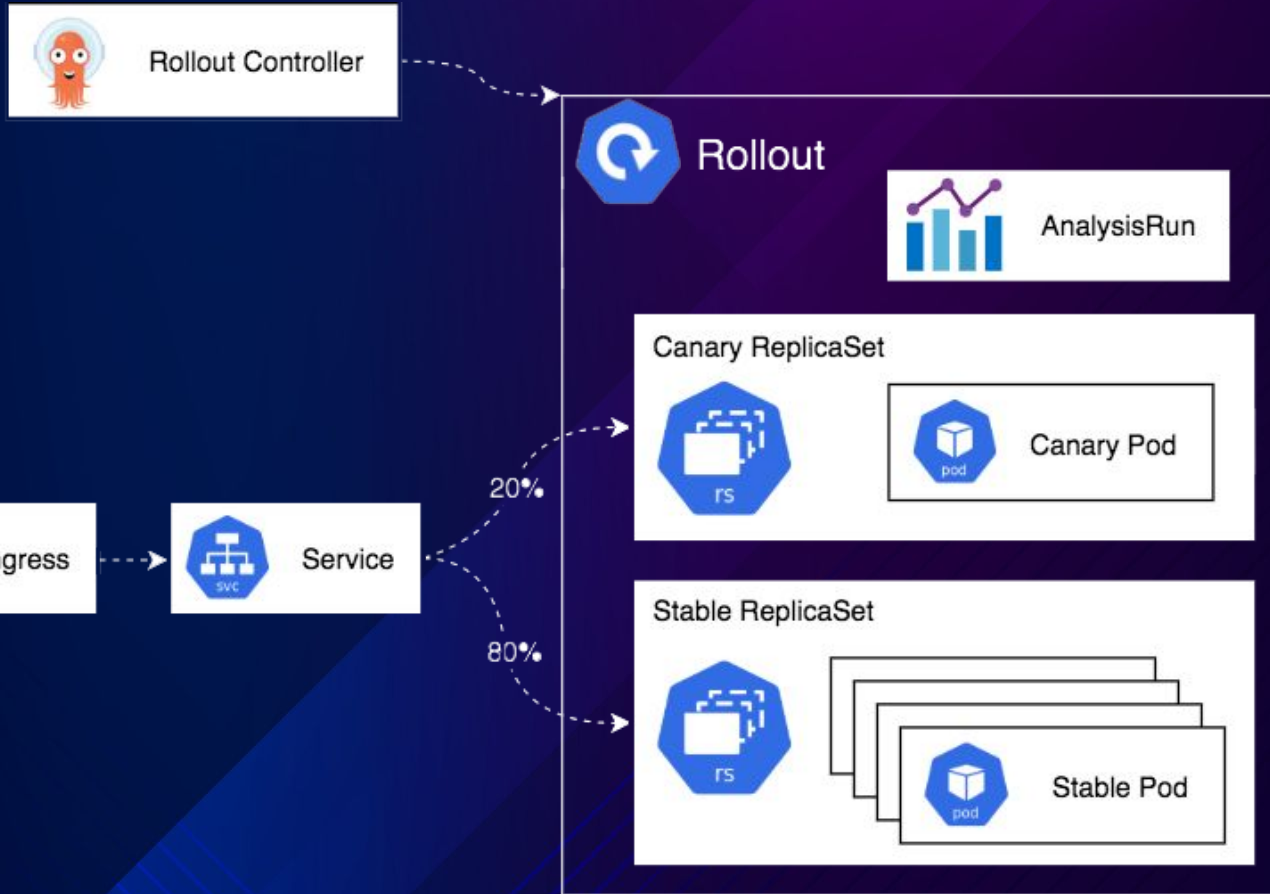 Rollout Controller
Rollout
AnalysisRun
Canary ReplicaSet
rs
pod
Canary Pod
20%
gress
svc
Service
80%
Stable ReplicaSet
rs
pod
Stable Pod